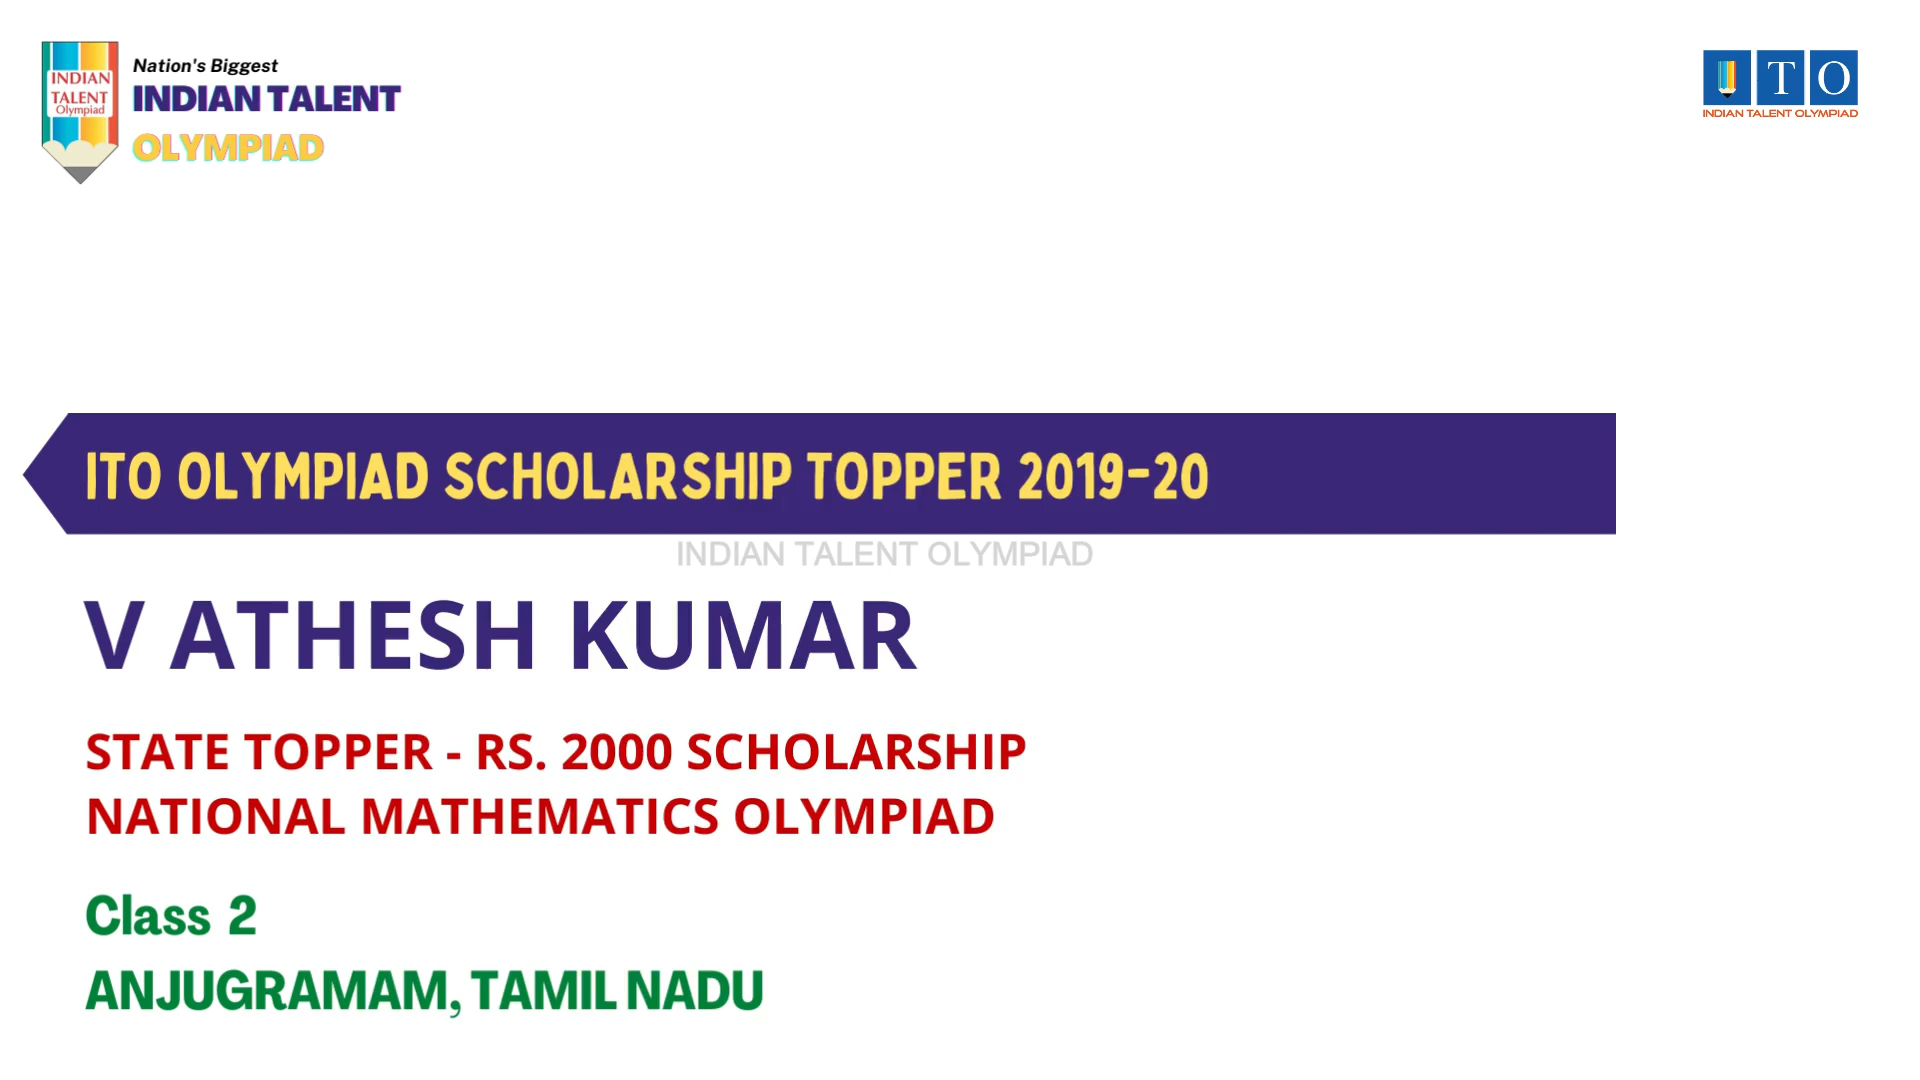 Nation's Biggest
INDIAN TALENT
OLYMPIAD
INDIAN
TALENT
Olympiad
T O
INDIAN TALENT OLYMPIAD
ITO OLYMPIAD SCHOLARSHIP TOPPER 2019-20
INDIAN TALENT OLYMPIAD
V ATHESH KUMAR
STATE TOPPER - RS. 2000 SCHOLARSHIP
NATIONAL MATHEMATICS OLYMPIAD
Class 2
ANJUGRAMAM, TAMIL NADU